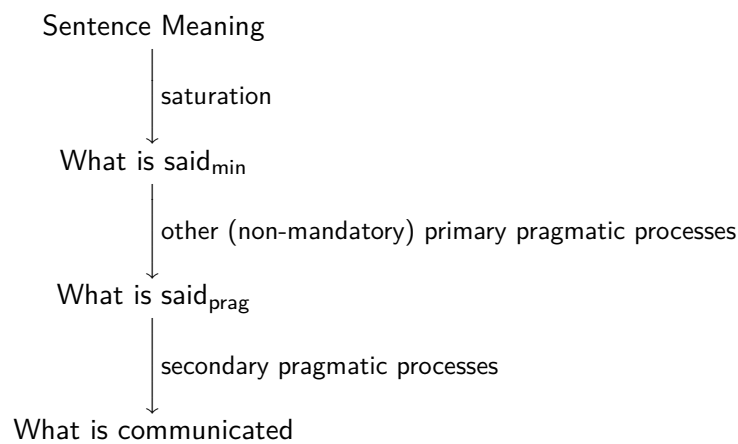 Sentence Meaning
saturation
What is said_min
other (non-mandatory) primary pragmatic processes
What is said_prag
secondary pragmatic processes
What is communicated